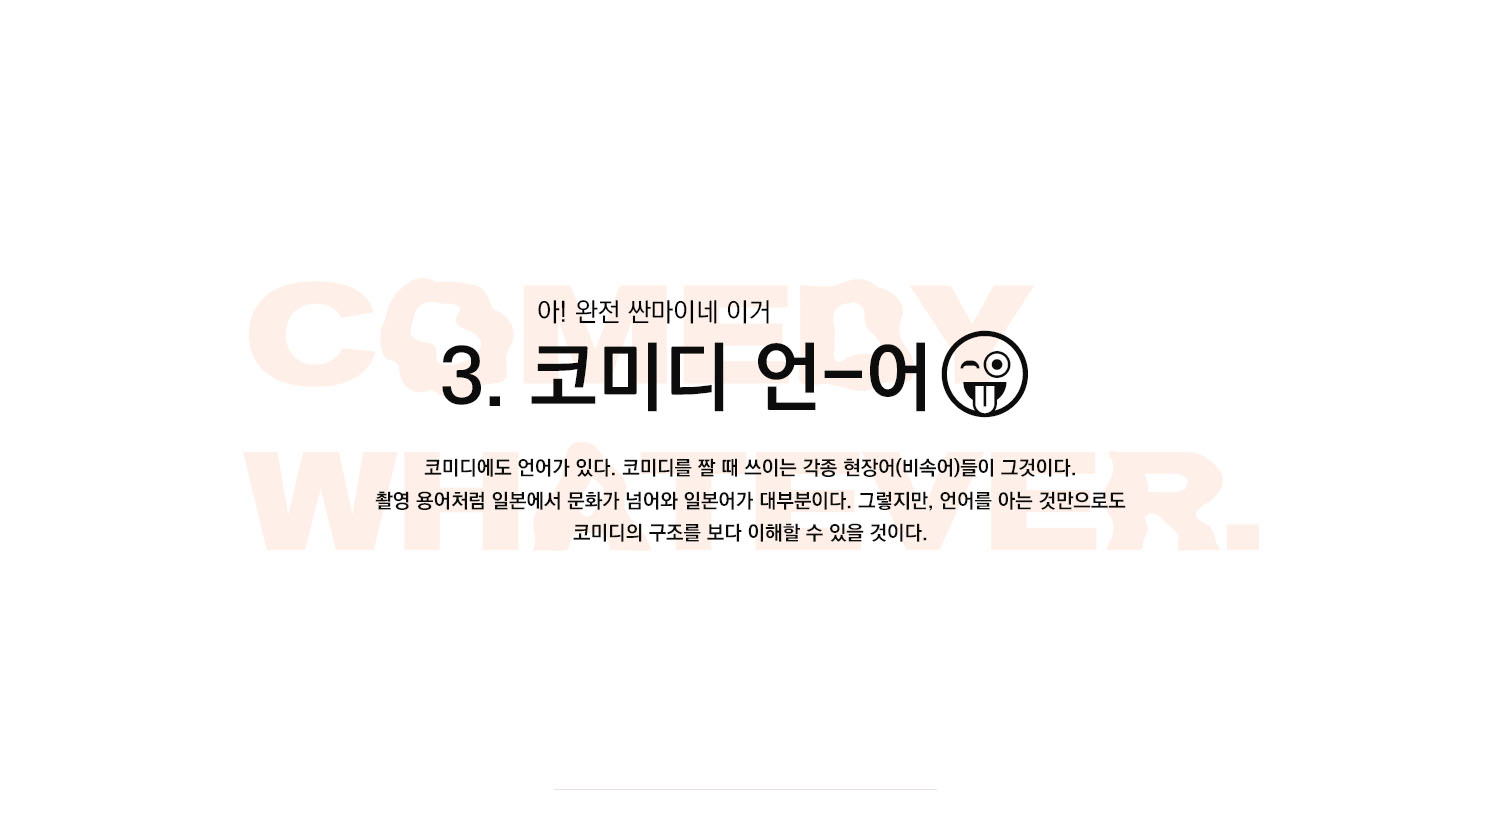 COMEDY
WHATEVER.
아! 완전 싼마이네 이거
3. 코미디 언-어
코미디에도 언어가 있다. 코미디를 짤 때 쓰이는 각종 현장어(비속어)들이 그것이다.
촬영 용어처럼 일본에서 문화가 넘어와 일본어가 대부분이다. 그렇지만, 언어를 아는 것만으로도
코미디의 구조를 보다 이해할 수 있을 것이다.